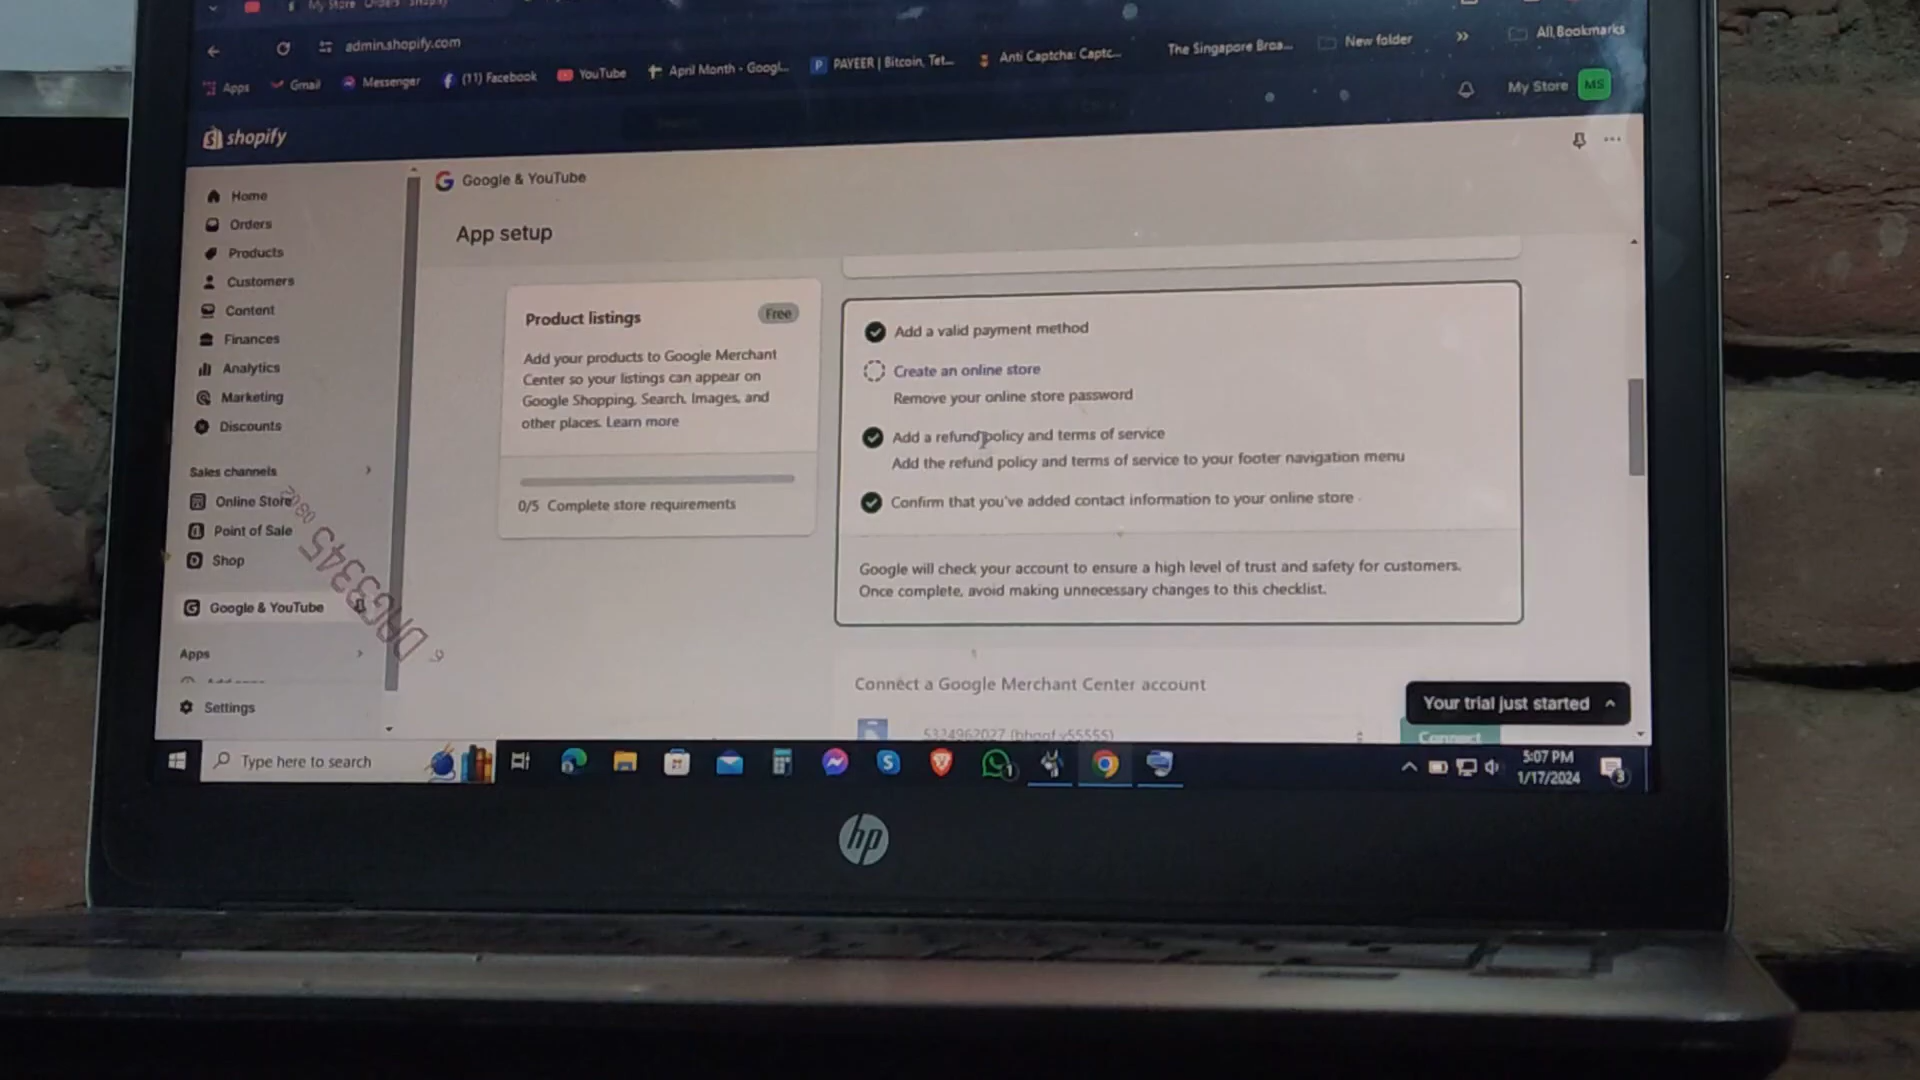 My Store
admin.shopify.com
All Bookmarks
Apps
Gmail
Messenger
(11) Facebook
YouTube
April Month - Googl...
PAYEER | Bitcoin, Tet...
Anti Captcha: Captc...
The Singapore Broa...
New folder
My Store
MS
shopify
Home
Orders
Products
Customers
Content
Finances
Analytics
Marketing
Discounts
Sales channels
Online Store
Point of Sale
Shop
Google & YouTube
Apps
Settings
Google & YouTube
App setup
Product listings
Free
Add your products to Google Merchant
Center so your listings can appear on
Google Shopping, Search, Images, and
other places. Learn more
0/5 Complete store requirements
Add a valid payment method
Create an online store
Remove your online store password
Add a refund policy and terms of service
Add the refund policy and terms of service to your footer navigation menu
Confirm that you've added contact information to your online store
Google will check your account to ensure a high level of trust and safety for customers.
Once complete, avoid making unnecessary changes to this checklist.
Connect a Google Merchant Center account
Connect
Your trial just started
Type here to search
5:07 PM
1/17/2024
3
hp